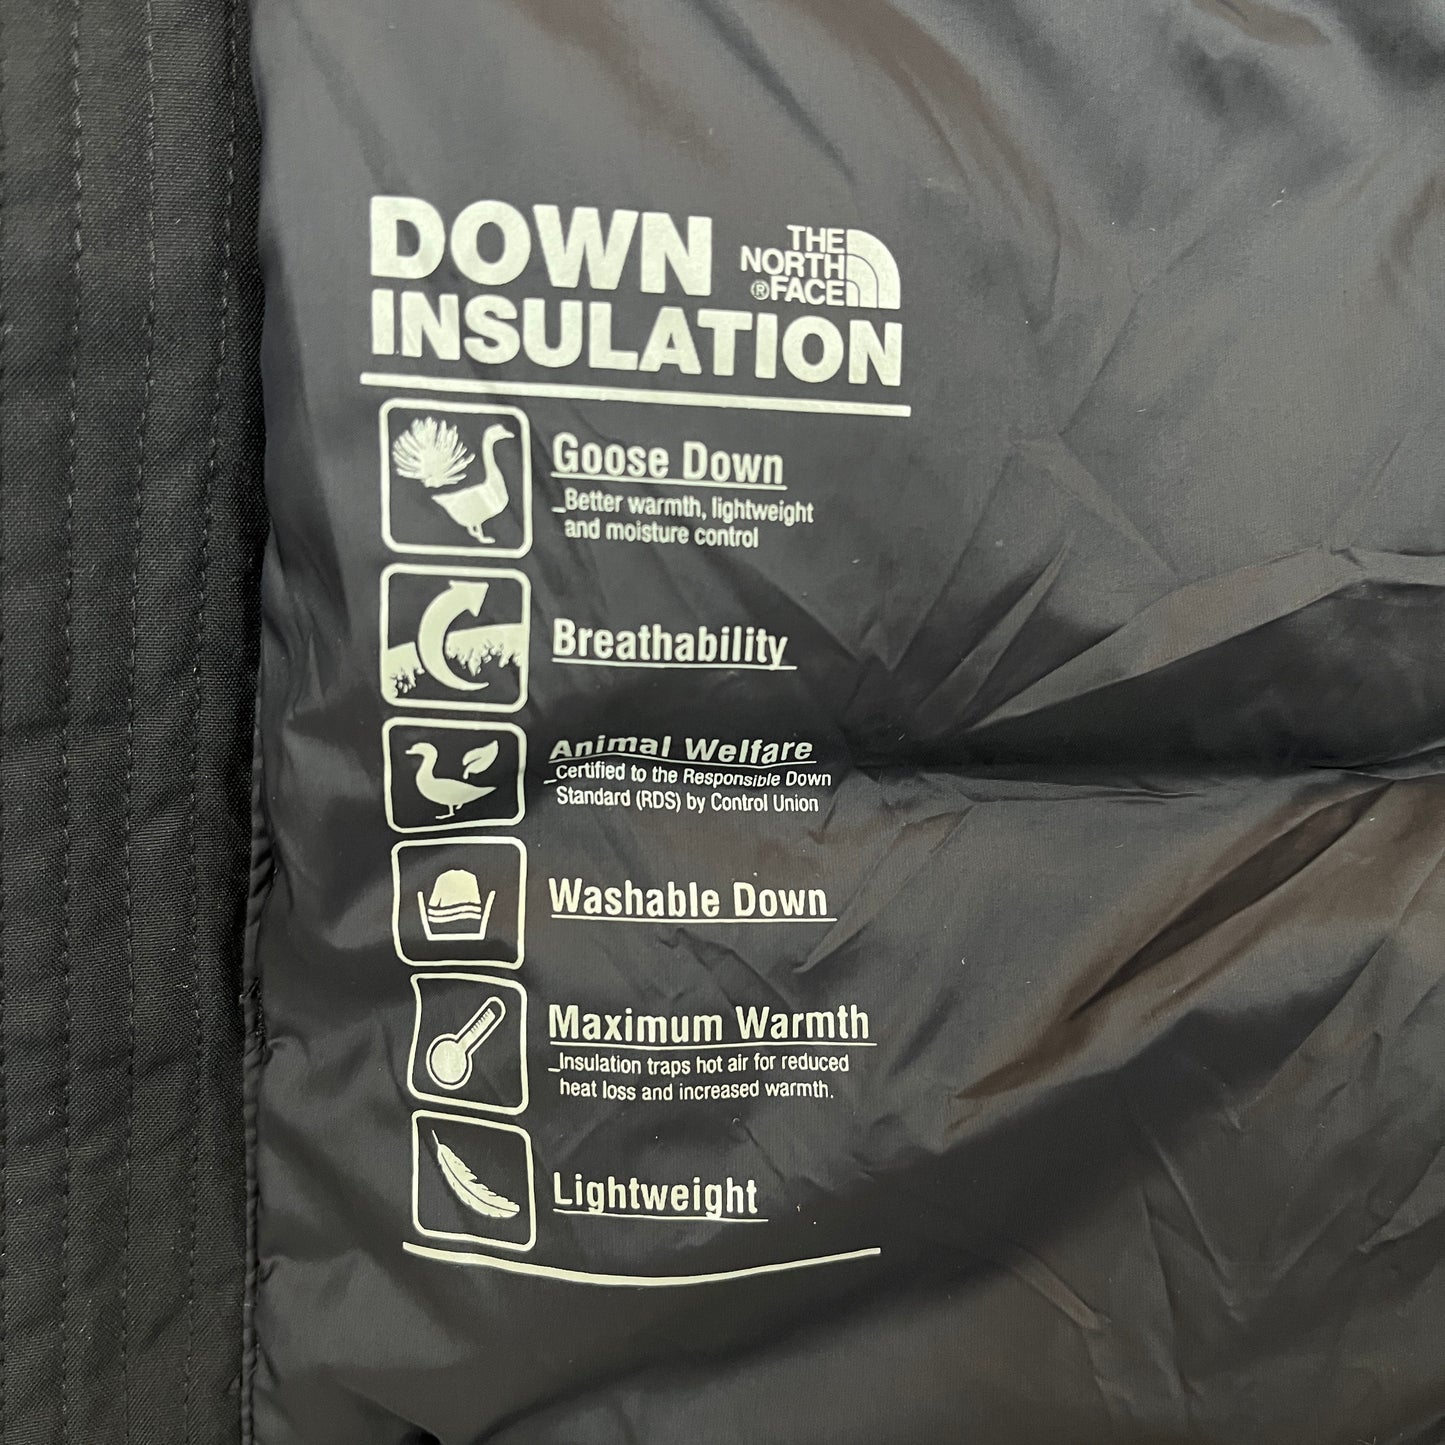 DOWN
THE
NORTH
®FACE
INSULATION
Goose Down
_Better warmth, lightweight
and moisture control
Breathability
Animal Welfare
_Certified to the Responsible Down
Standard (RDS) by Control Union
Washable Down
Maximum Warmth
_Insulation traps hot air for reduced
heat loss and increased warmth.
Lightweight